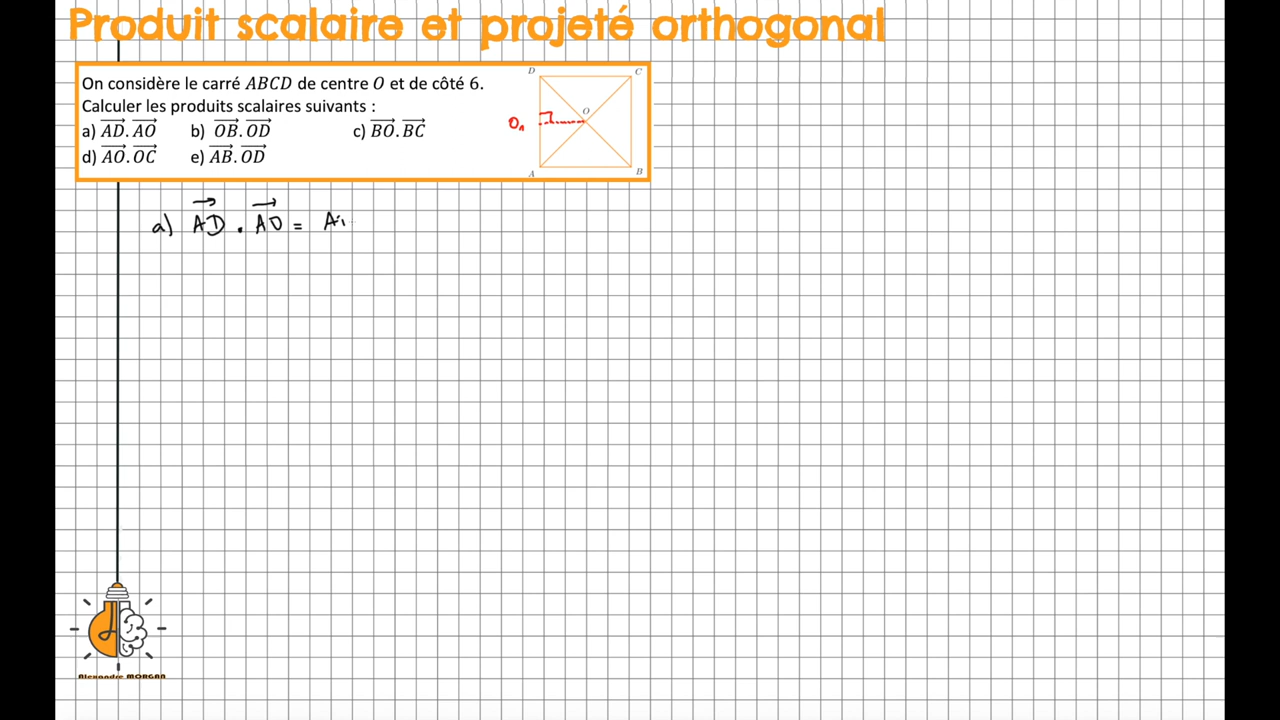 Produit scalaire et projeté orthogonal
On considère le carré ABCD de centre O et de côté 6.
Calculer les produits scalaires suivants :
a) AD⃗.AO⃗ b) OB⃗.OD⃗ c) BO⃗.BC⃗
d) AO⃗.OC⃗ e) AB⃗.OD⃗
D C
O
O₁
A B
a) AD⃗ . AO⃗ =
Alexandre MORGAN